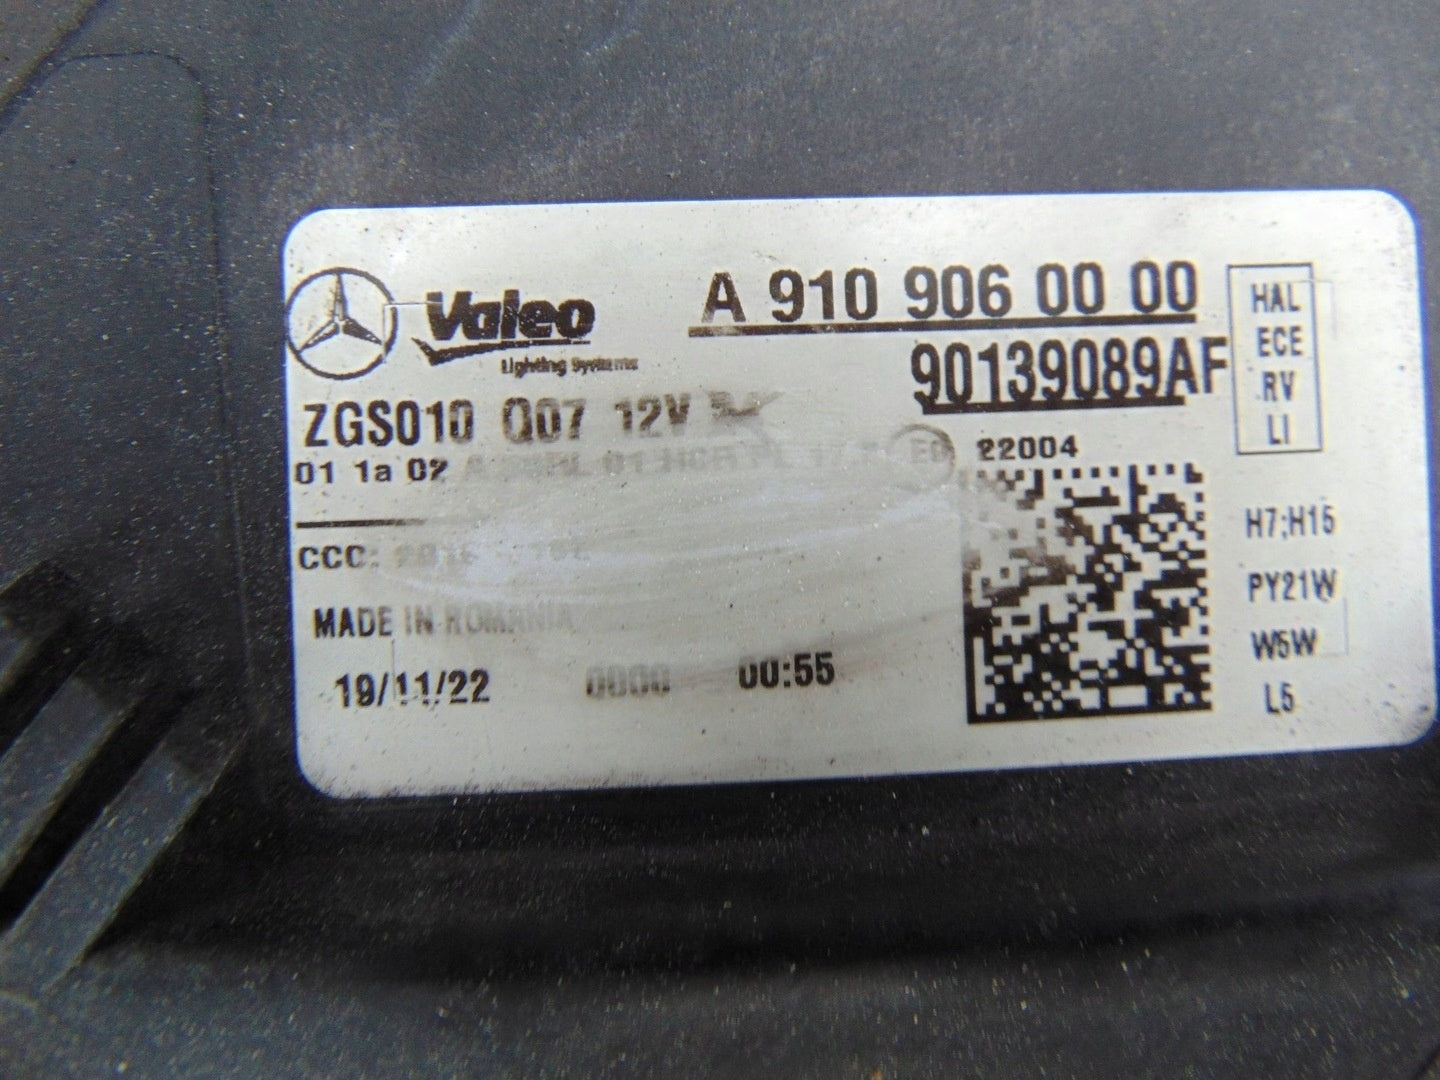 Valeo
Lighting Systems
A 910 906 00 00
90139089AF
HAL
ECE
RV
LI
ZGS010 Q07 12V
01 1a 02
22004
CCC:
H7;H15
MADE IN ROMANIA
PY21W
W5W
19/11/22 0000 00:55
L5